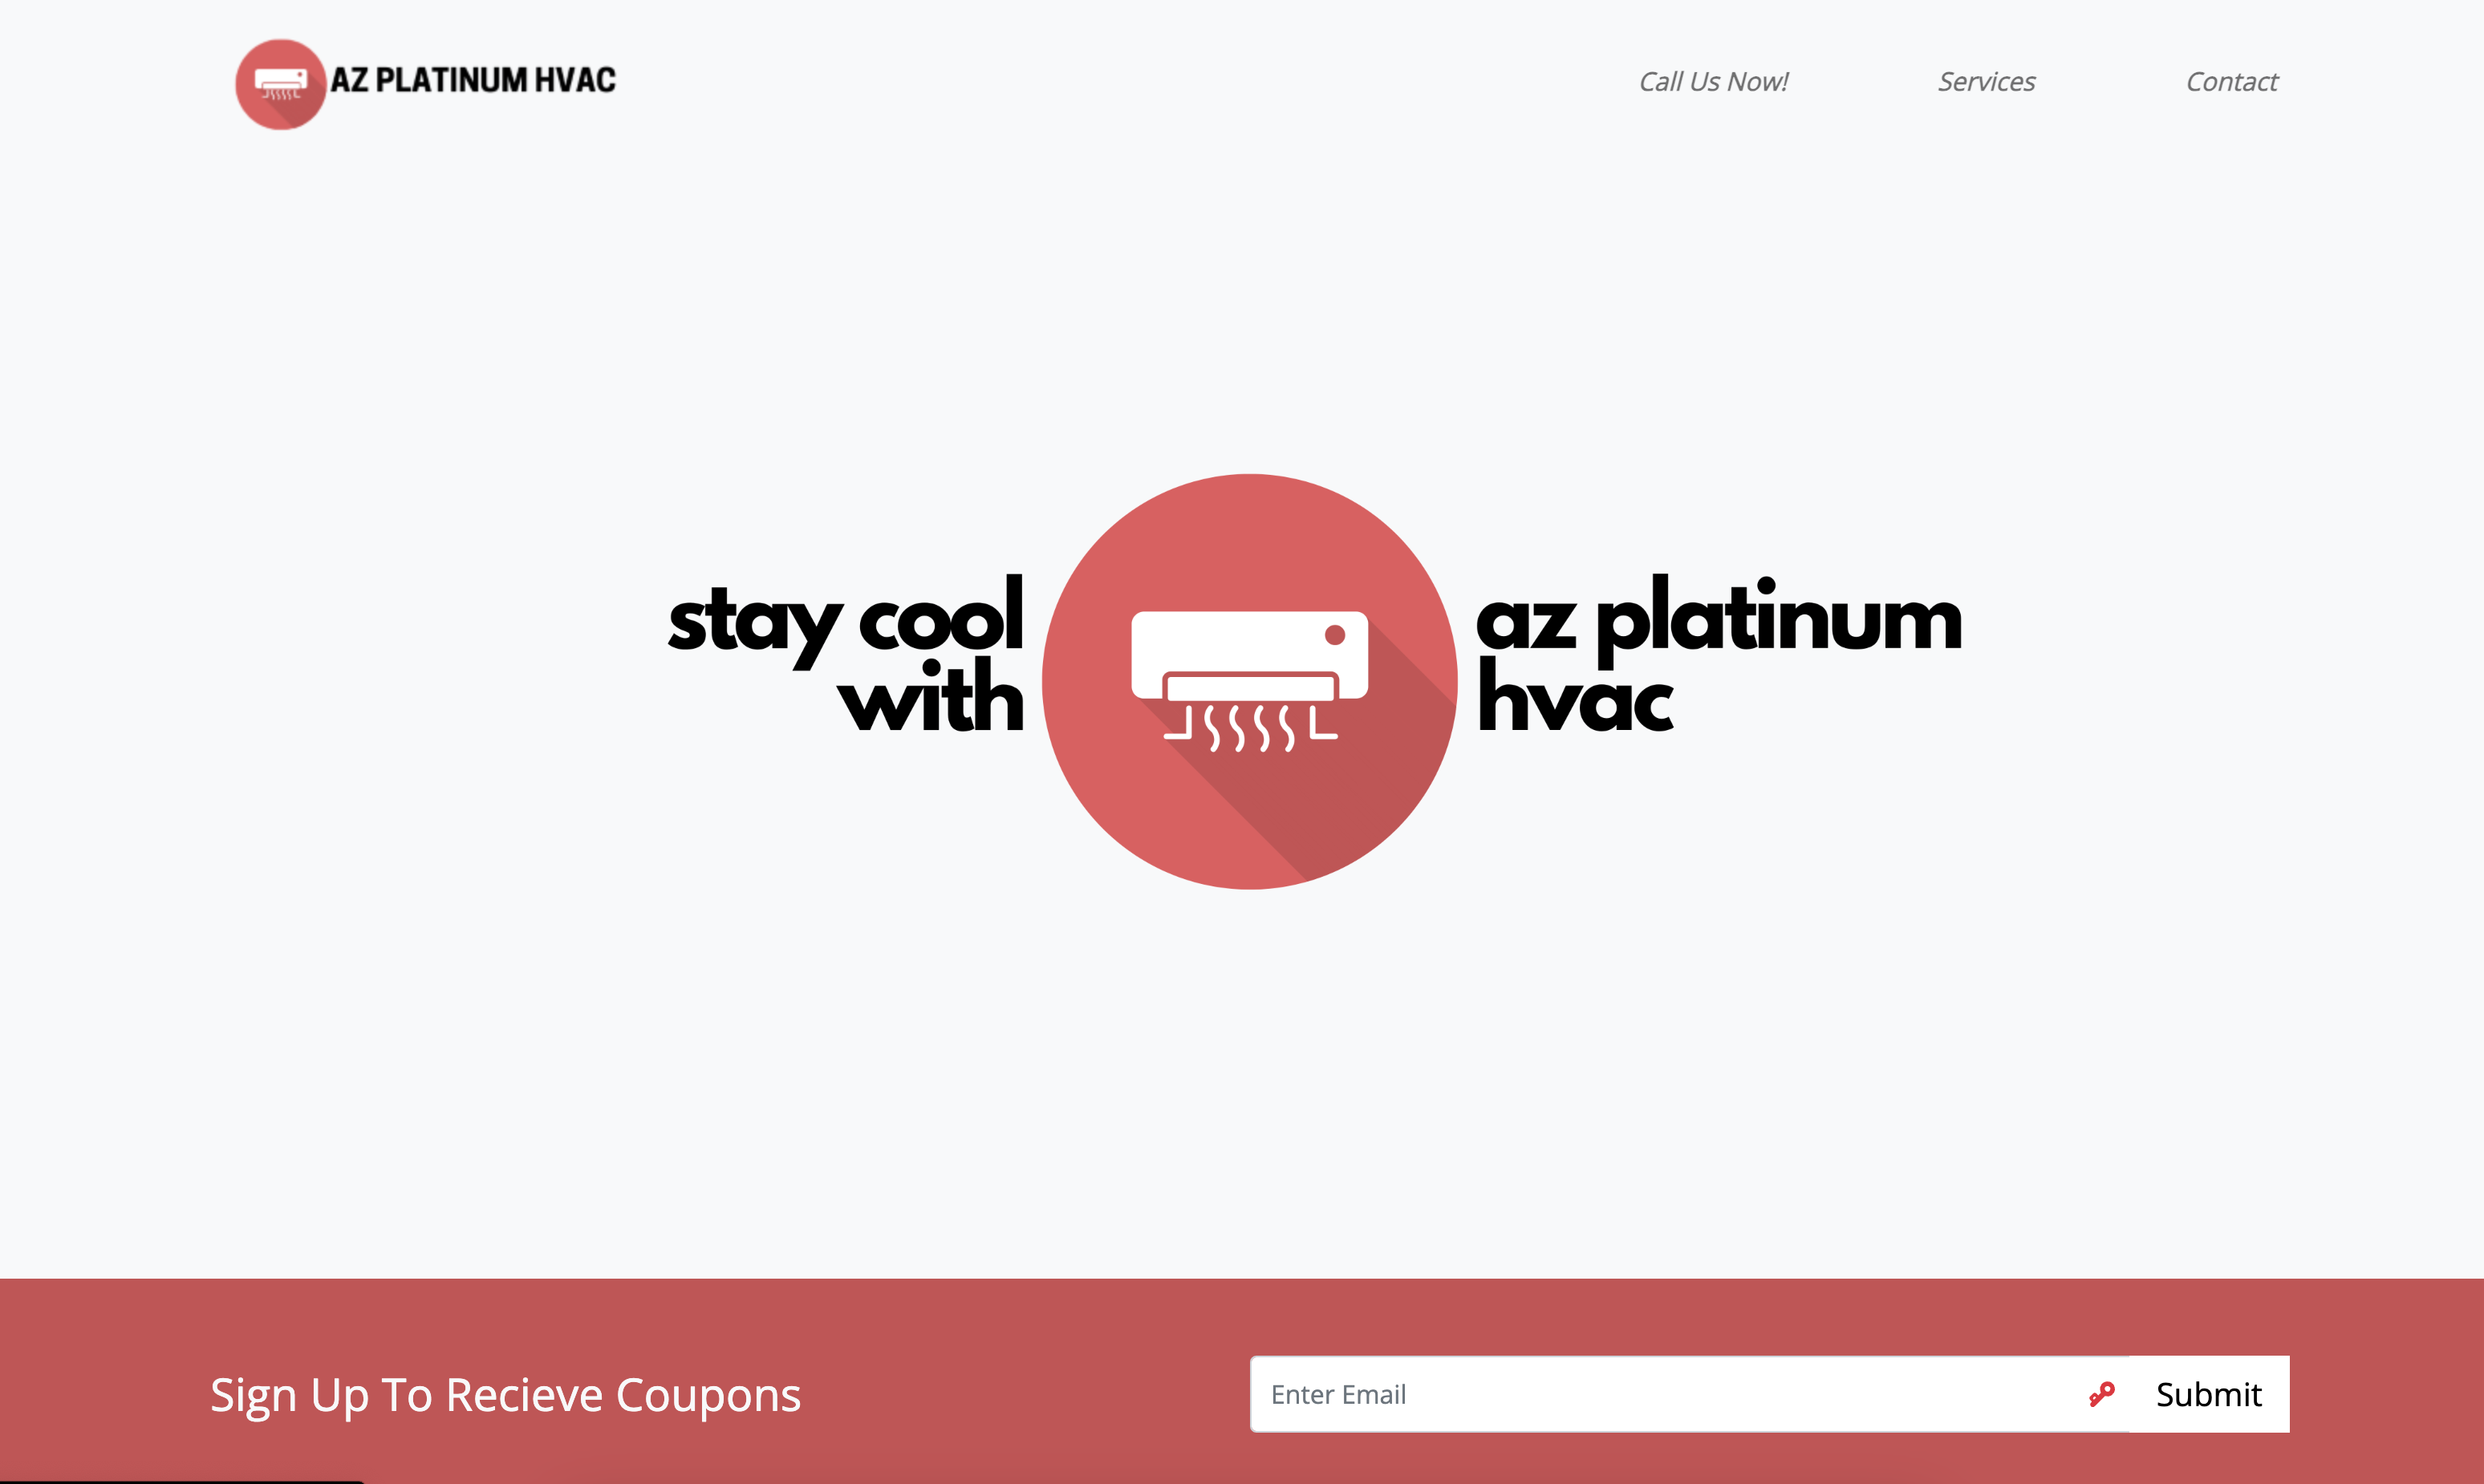 AZ PLATINUM HVAC
Call Us Now!
Services
Contact
stay cool
with
az platinum
hvac
Sign Up To Recieve Coupons
Enter Email
Submit